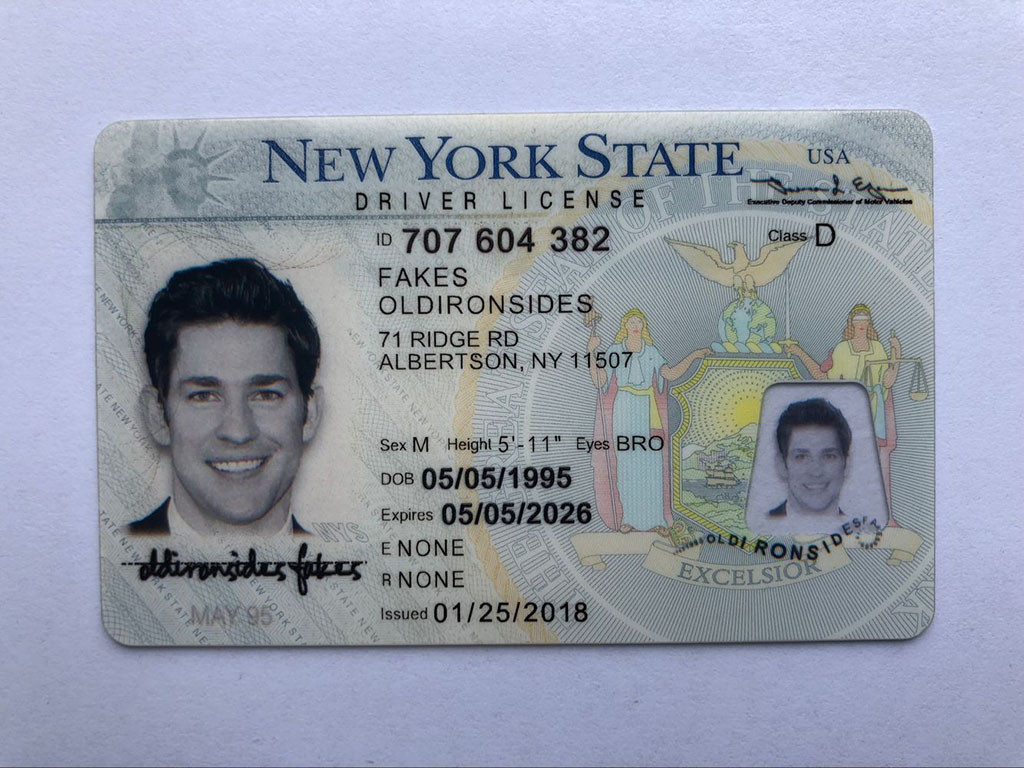 NEW YORK STATE
USA
DRIVER LICENSE
Executive Deputy Commissioner of Motor Vehicles
ID 707 604 382
Class D
FAKES
OLDIRONSIDES
71 RIDGE RD
ALBERTSON, NY 11507
Sex M Height 5'-11" Eyes BRO
DOB 05/05/1995
Expires 05/05/2026
E NONE
R NONE
Issued 01/25/2018
oldironsides fakes
MAY 95
NYS
OLDIRONSIDESFA
EXCELSIOR